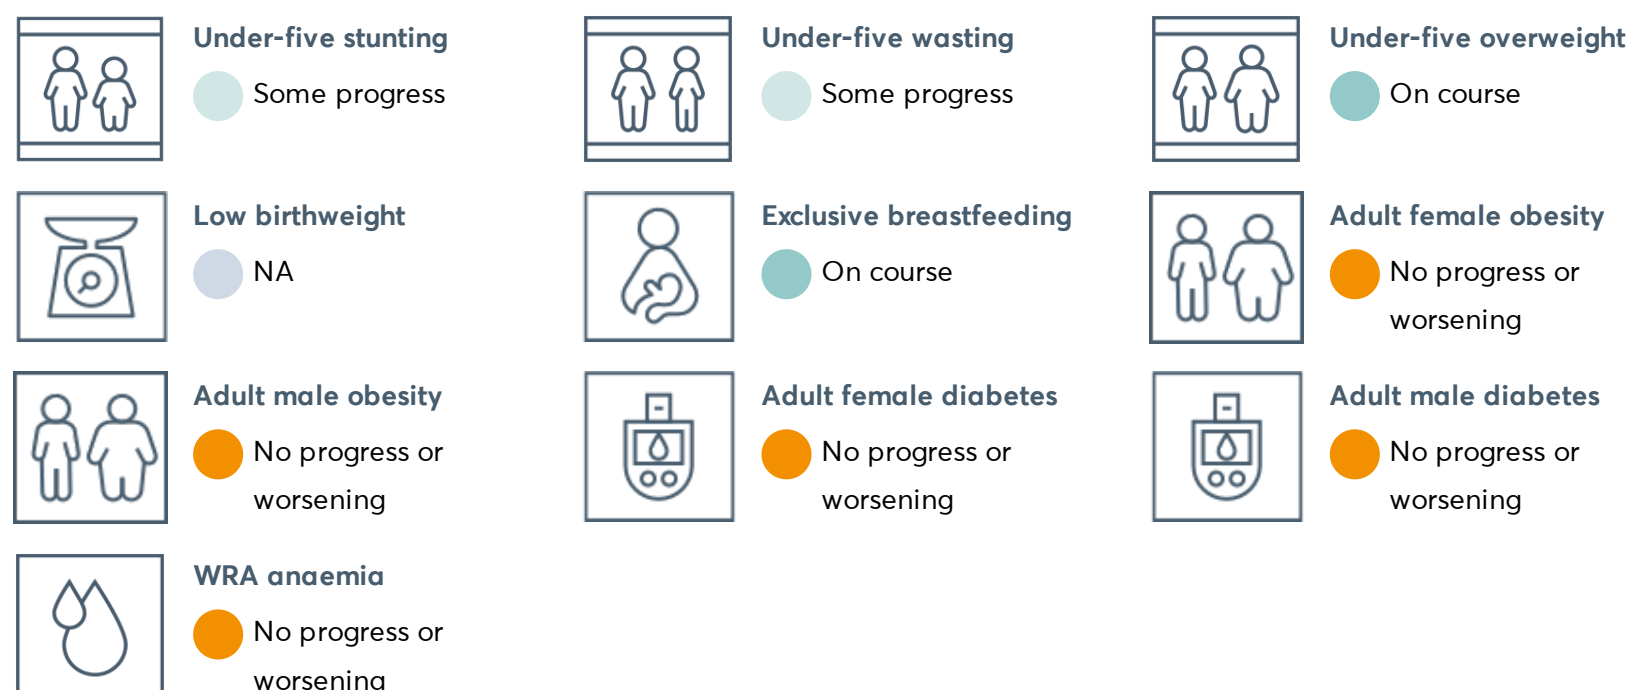 Under-five stunting
Some progress
Under-five wasting
Some progress
Under-five overweight
On course
Low birthweight
NA
Exclusive breastfeeding
On course
Adult female obesity
No progress or
worsening
Adult male obesity
No progress or
worsening
Adult female diabetes
No progress or
worsening
Adult male diabetes
No progress or
worsening
WRA anaemia
No progress or
worsening